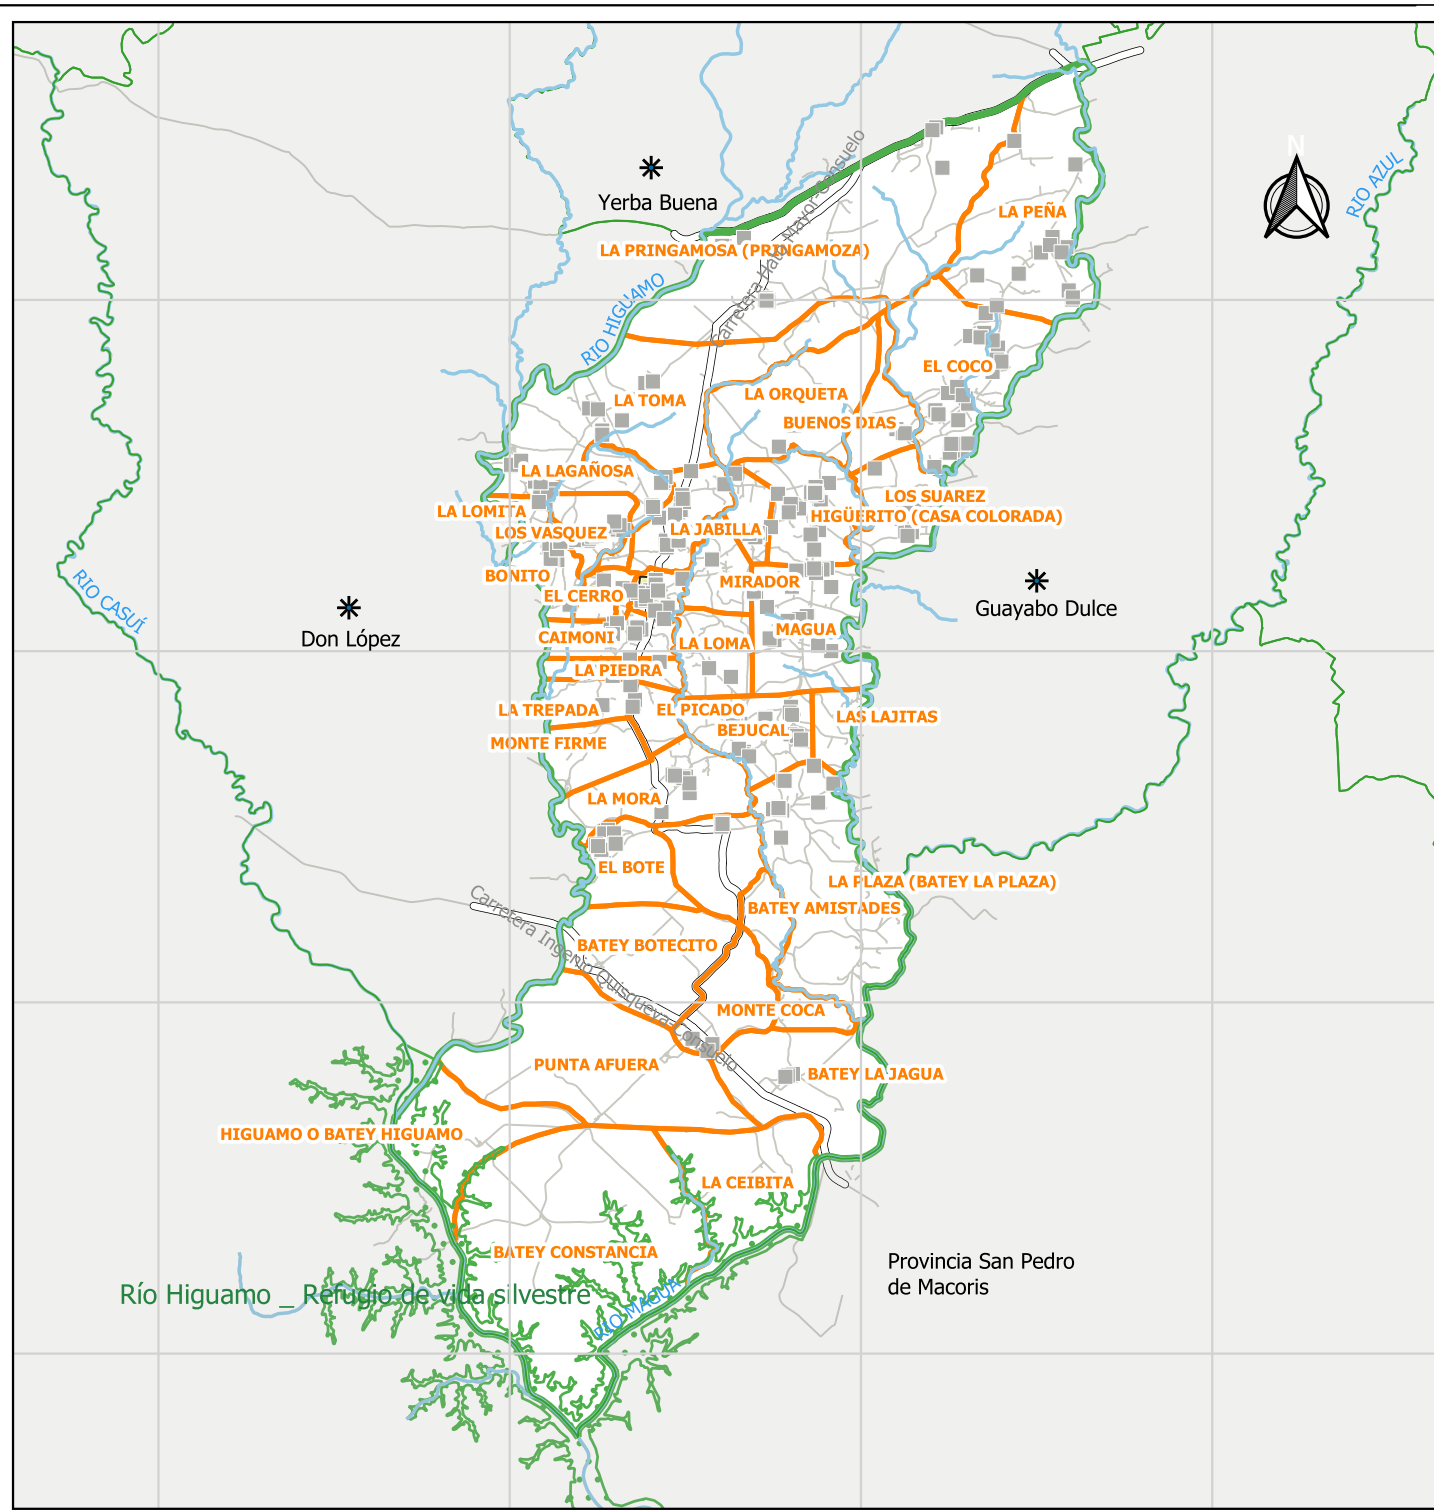 N
Carretera Hato Mayor-Consuelo
RIO AZUL
Yerba Buena
LA PEÑA
LA PRINGAMOSA (PRINGAMOZA)
RIO HIGUAMO
EL COCO
LA TOMA
LA ORQUETA
BUENOS DIAS
LA LAGAÑOSA
LOS SUAREZ
LA LOMITA
HIGÜERITO (CASA COLORADA)
LOS VASQUEZ
LA JABILLA
BONITO
MIRADOR
EL CERRO
RIO CASUÍ
Don López
Guayabo Dulce
CAIMONI
MAGUA
LA LOMA
LA PIEDRA
LA TREPADA
EL PICADO
LAS LAJITAS
BEJUCAL
MONTE FIRME
LA MORA
EL BOTE
LA PLAZA (BATEY LA PLAZA)
BATEY AMISTADES
Carretera Ingenio Quisqueya-Consuelo
BATEY BOTECITO
MONTE COCA
PUNTA AFUERA
BATEY LA JAGUA
HIGUAMO O BATEY HIGUAMO
LA CEIBITA
BATEY CONSTANCIA
Provincia San Pedro
de Macoris
Río Higuamo _ Refugio de vida silvestre
RIO MAGUA